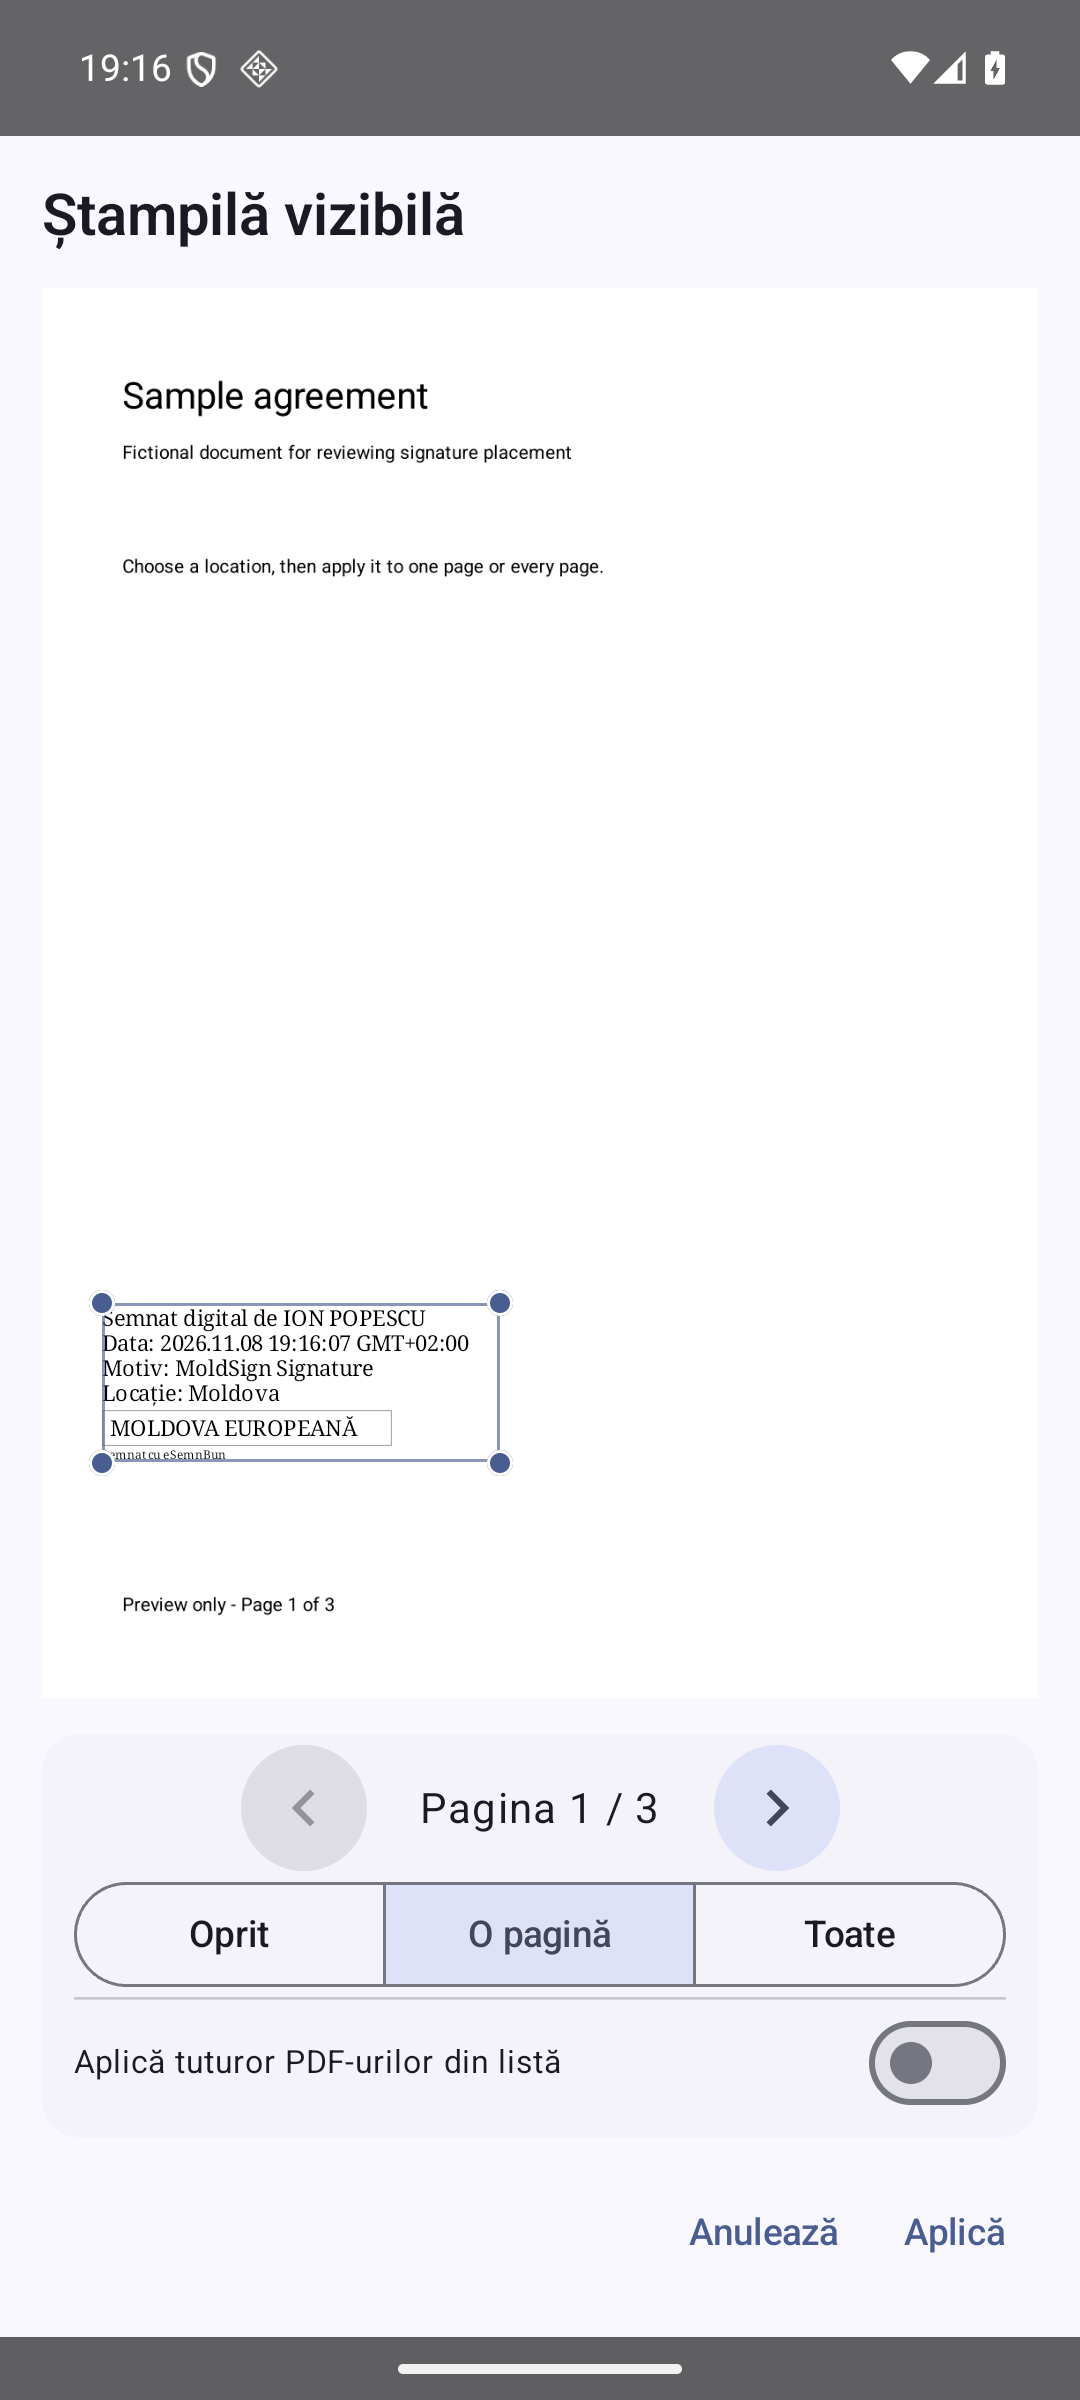 19:16
Ștampilă vizibilă
Sample agreement
Fictional document for reviewing signature placement
Choose a location, then apply it to one page or every page.
Semnat digital de ION POPESCU
Data: 2026.11.08 19:16:07 GMT+02:00
Motiv: MoldSign Signature
Locație: Moldova
MOLDOVA EUROPEANĂ
Semnat cu eSemnBun
Preview only - Page 1 of 3
Pagina 1 / 3
Oprit
O pagină
Toate
Aplică tuturor PDF-urilor din listă
Anulează
Aplică